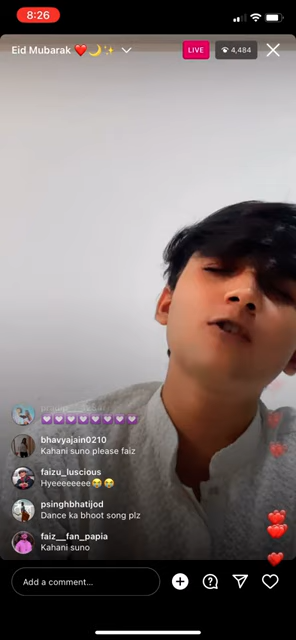 8:26
Eid Mubarak ❤️🌙✨
LIVE
4,484
💜💜💜💜💜💜💜💜
bhavyajain0210
Kahani suno please faiz
faizu_luscious
Hyeeeeeeee😭😭
psinghbhatijod
Dance ka bhoot song plz
faiz__fan_papia
Kahani suno
Add a comment...